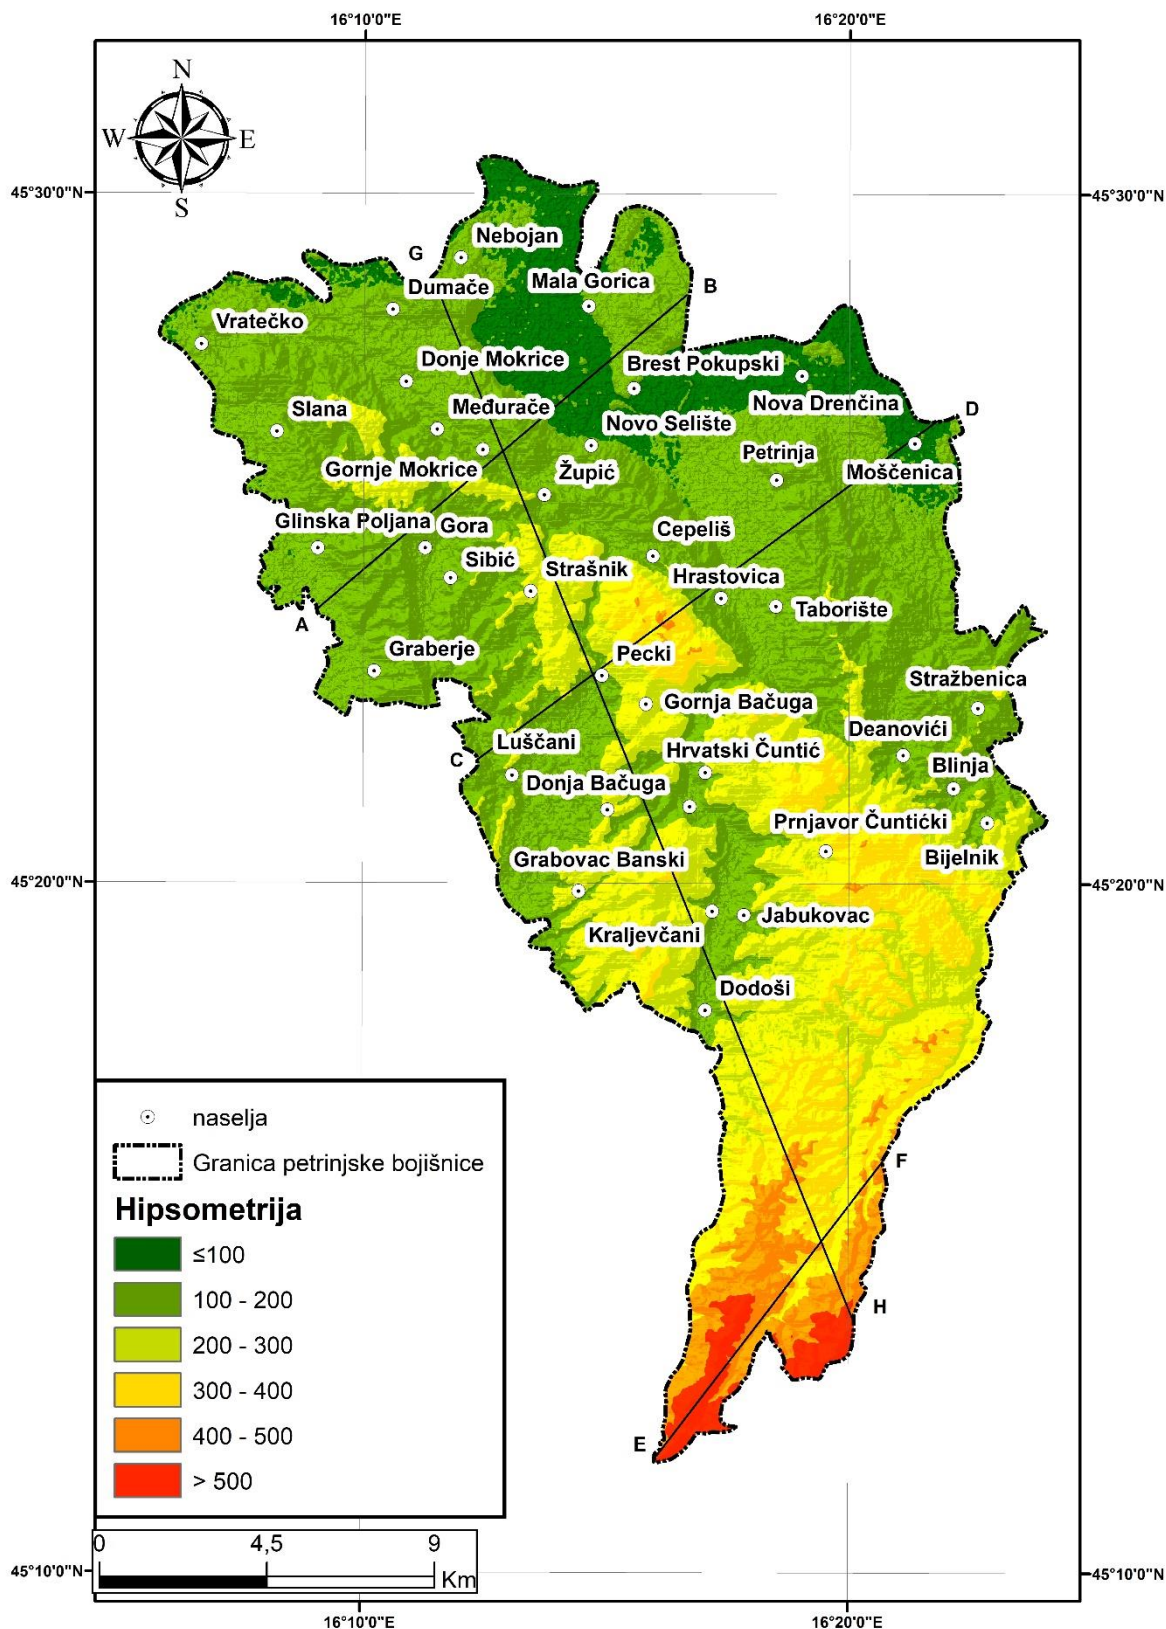 16°10'0"E
16°20'0"E
N
W
E
S
45°30'0"N
45°30'0"N
Nebojan
G
Dumače
Mala Gorica
B
Vratečko
Donje Mokrice
Brest Pokupski
Nova Drenčina
D
Slana
Međurače
Novo Selište
Gornje Mokrice
Župić
Petrinja
Moščenica
Glinska Poljana
Gora
Sibić
Cepeliš
Strašnik
Hrastovica
Taborište
A
Graberje
Pecki
Stražbenica
Gornja Bačuga
Deanovići
Luščani
Hrvatski Čuntić
C
Blinja
Donja Bačuga
Prnjavor Čuntićki
Grabovac Banski
Bijelnik
45°20'0"N
45°20'0"N
Kraljevčani
Jabukovac
Dodoši
naselja
Granica petrinjske bojišnice
F
Hipsometrija
≤100
100 - 200
H
200 - 300
300 - 400
400 - 500
E
> 500
0
4,5
9
Km
45°10'0"N
45°10'0"N
16°10'0"E
16°20'0"E